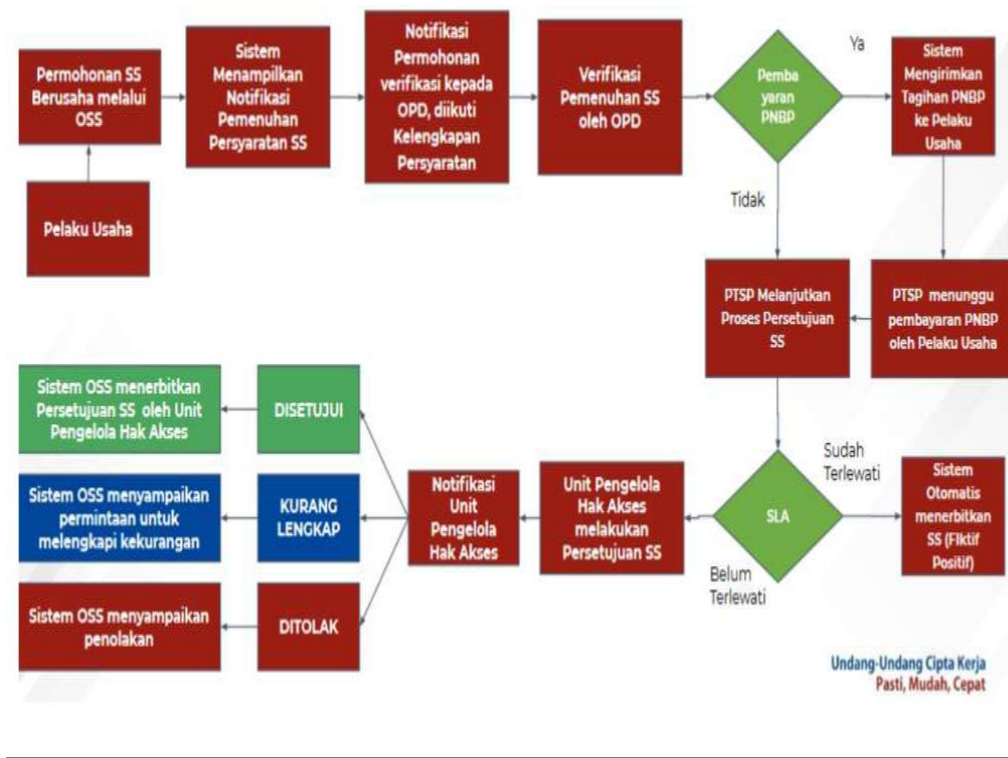 Permohonan SS
Berusaha melalui
OSS
Sistem
Menampilkan
Notifikasi
Pemenuhan
Persyaratan SS
Notifikasi
Permohonan
verifikasi kepada
OPD, diikuti
Kelengkapan
Persyaratan
Verifikasi
Pemenuhan SS
oleh OPD
Pemba
yaran
PNBP
Ya
Sistem
Mengirimkan
Tagihan PNBP
ke Pelaku
Usaha
Pelaku Usaha
Tidak
PTSP Melanjutkan
Proses Persetujuan
SS
PTSP menunggu
pembayaran PNBP
oleh Pelaku Usaha
Sistem OSS menerbitkan
Persetujuan SS oleh Unit
Pengelola Hak Akses
DISETUJUI
Sistem OSS menyampaikan
permintaan untuk
melengkapi kekurangan
KURANG
LENGKAP
Notifikasi
Unit
Pengelola
Hak Akses
Unit Pengelola
Hak Akses
melakukan
Persetujuan SS
SLA
Sudah
Terlewati
Sistem
Otomatis
menerbitkan
SS (FIktif
Positif)
Belum
Terlewati
Sistem OSS menyampaikan
penolakan
DITOLAK
Undang-Undang Cipta Kerja
Pasti, Mudah, Cepat